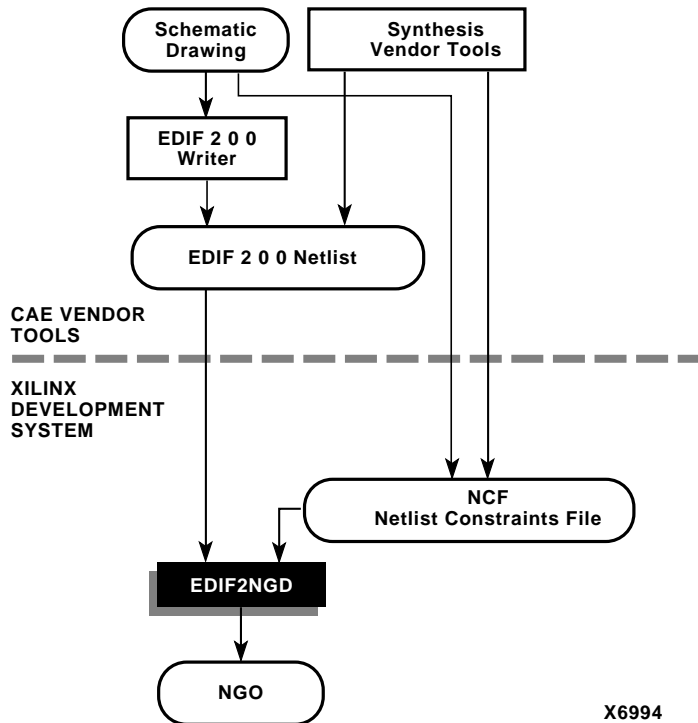 Schematic
Drawing
Synthesis
Vendor Tools
EDIF 2 0 0
Writer
EDIF 2 0 0 Netlist
CAE VENDOR
TOOLS
XILINX
DEVELOPMENT
SYSTEM
NCF
Netlist Constraints File
EDIF2NGD
NGO
X6994